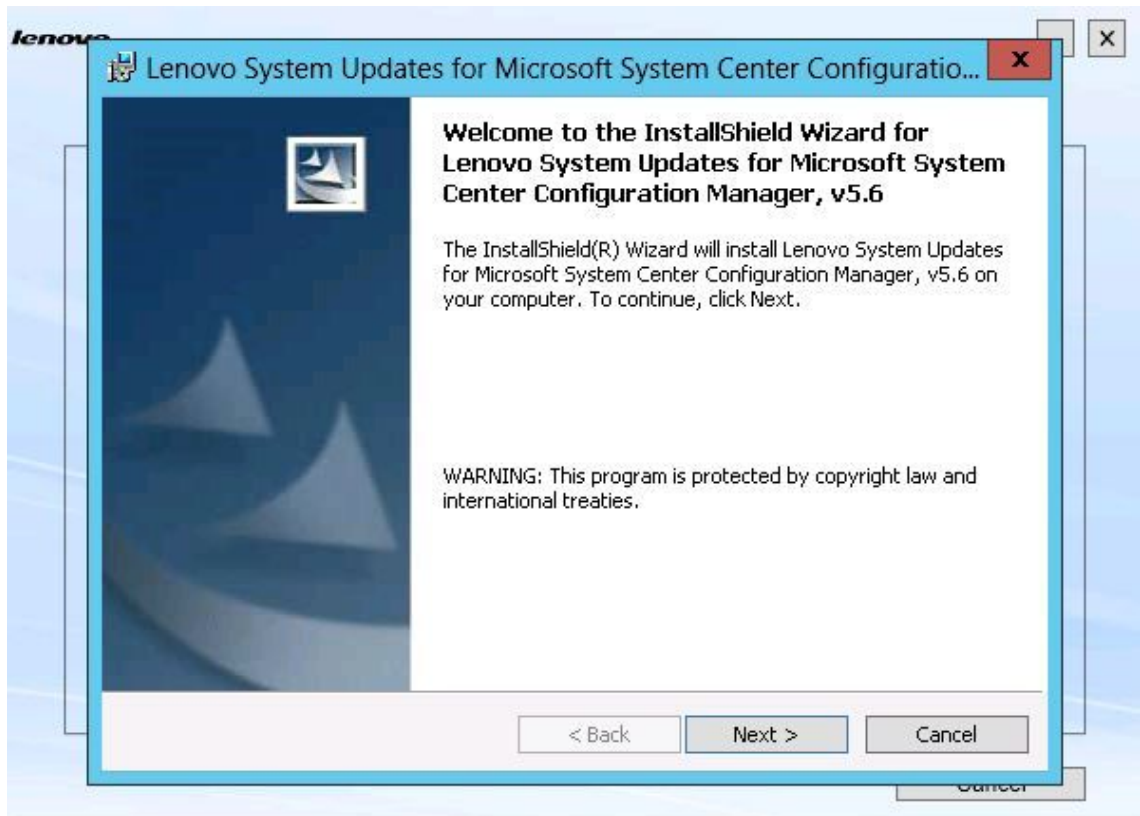 Lenovo System Updates for Microsoft System Center Configuratio...
Welcome to the InstallShield Wizard for
Lenovo System Updates for Microsoft System
Center Configuration Manager, v5.6
The InstallShield(R) Wizard will install Lenovo System Updates
for Microsoft System Center Configuration Manager, v5.6 on
your computer. To continue, click Next.
WARNING: This program is protected by copyright law and
international treaties.
< Back
Next >
Cancel